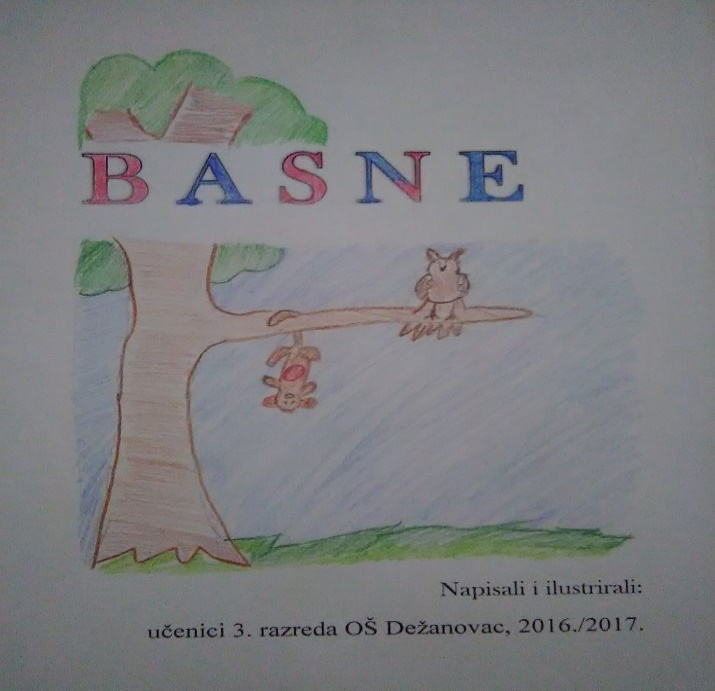 BASNE
Napisali i ilustrirali:
učenici 3. razreda OŠ Dežanovac, 2016./2017.